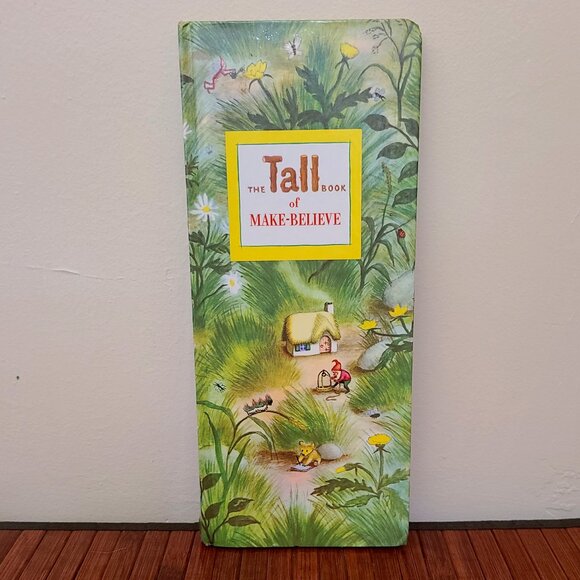 THE Tall BOOK
of
MAKE-BELIEVE